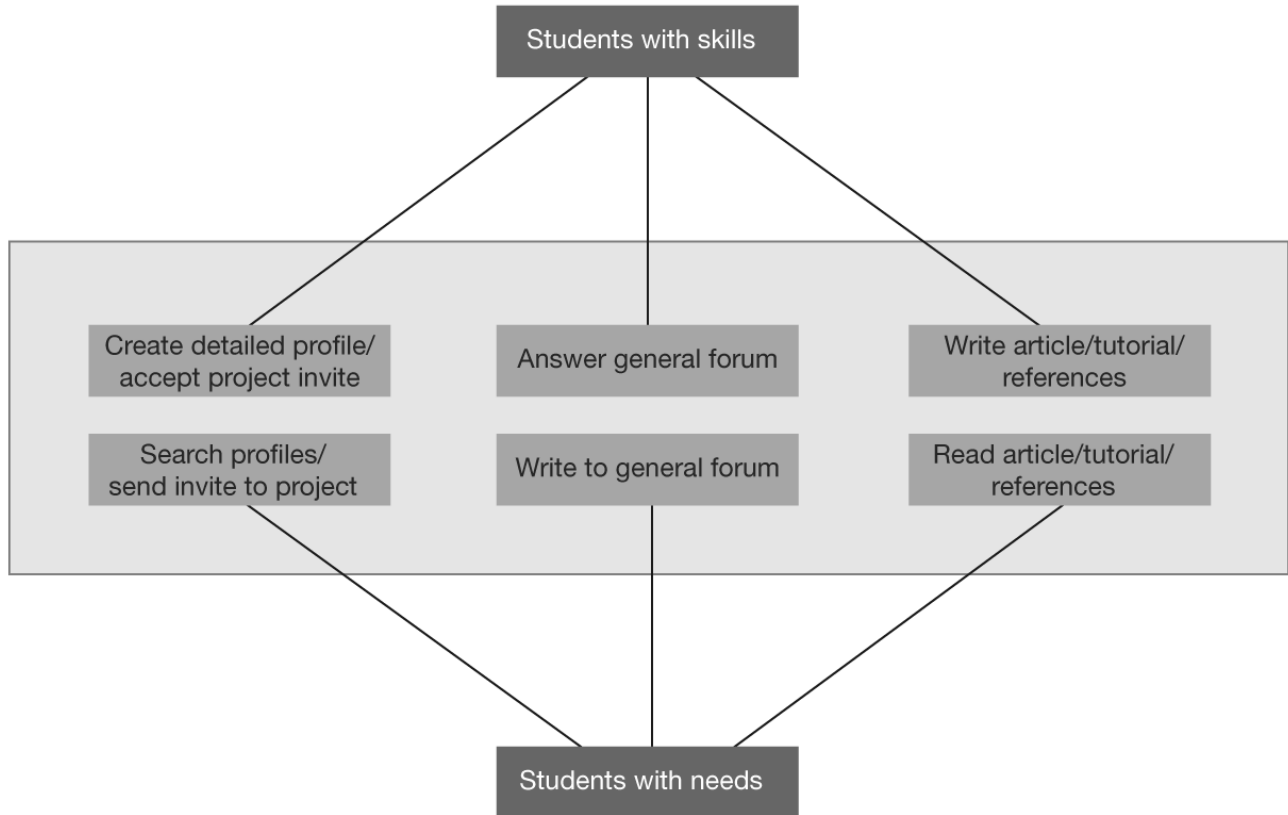 Students with skills
Create detailed profile/
accept project invite
Answer general forum
Write article/tutorial/
references
Search profiles/
send invite to project
Write to general forum
Read article/tutorial/
references
Students with needs